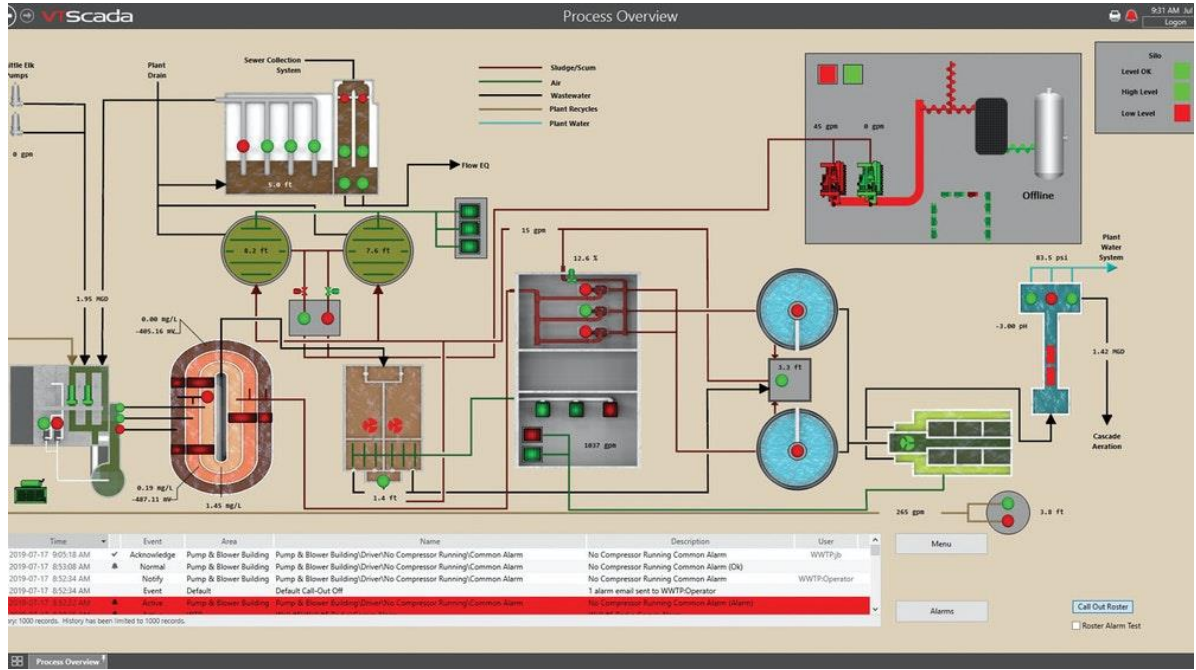 VTScada
Process Overview
9:31 AM Jul
Logon
ttle Elk
umps
Plant
Drain
Sewer Collection
System
Sludge/Scum
Air
Wastewater
Plant Recycles
Plant Water
Silo
Level OK
High Level
Low Level
0 gpm
45 gpm
0 gpm
Flow EQ
5.0 ft
Offline
8.2 ft
7.6 ft
15 gpm
12.6 %
83.5 psi
Plant
Water
System
1.95 MGD
0.00 mg/L
-405.16 mV
-3.00 pH
3.3 ft
1.42 MGD
1037 gpm
Cascade
Aeration
0.19 mg/L
-487.11 mV
1.45 mg/L
1.4 ft
265 gpm
3.8 ft
Time Event Area Name Description User
2019-07-17 9:05:18 AM Acknowledge Pump & Blower Building Pump & Blower Building\Driver\No Compressor Running\Common Alarm No Compressor Running Common Alarm WWTP:jb
2019-07-17 8:53:08 AM Normal Pump & Blower Building Pump & Blower Building\Driver\No Compressor Running\Common Alarm No Compressor Running Common Alarm (Ok)
2019-07-17 8:52:34 AM Notify Pump & Blower Building Pump & Blower Building\Driver\No Compressor Running\Common Alarm No Compressor Running Common Alarm WWTP:Operator
2019-07-17 8:52:34 AM Event Default Default Call-Out Off 1 alarm email sent to WWTP:Operator
2019-07-17 8:52:32 AM Active Pump & Blower Building Pump & Blower Building\Driver\No Compressor Running\Common Alarm No Compressor Running Common Alarm (Alarm)
ry: 1000 records. History has been limited to 1000 records.
Menu
Alarms
Call Out Roster
Roster Alarm Test
Process Overview